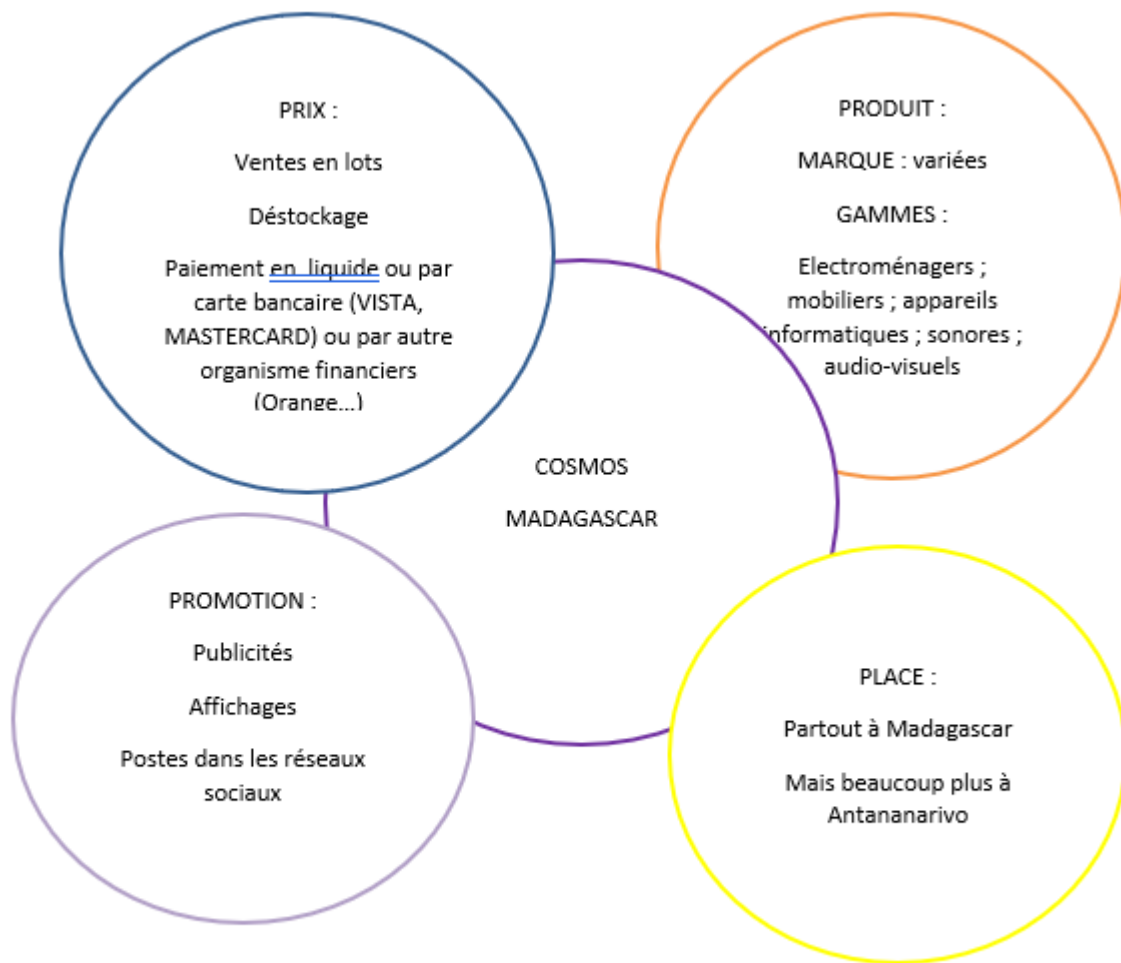 PRIX :
Ventes en lots
Déstockage
Paiement en liquide ou par
carte bancaire (VISTA,
MASTERCARD) ou par autre
organisme financiers
(Orange...)
PRODUIT :
MARQUE : variées
GAMMES :
Electroménagers ;
mobiliers ; appareils
informatiques ; sonores ;
audio-visuels
COSMOS
MADAGASCAR
PROMOTION :
Publicités
Affichages
Postes dans les réseaux
sociaux
PLACE :
Partout à Madagascar
Mais beaucoup plus à
Antananarivo